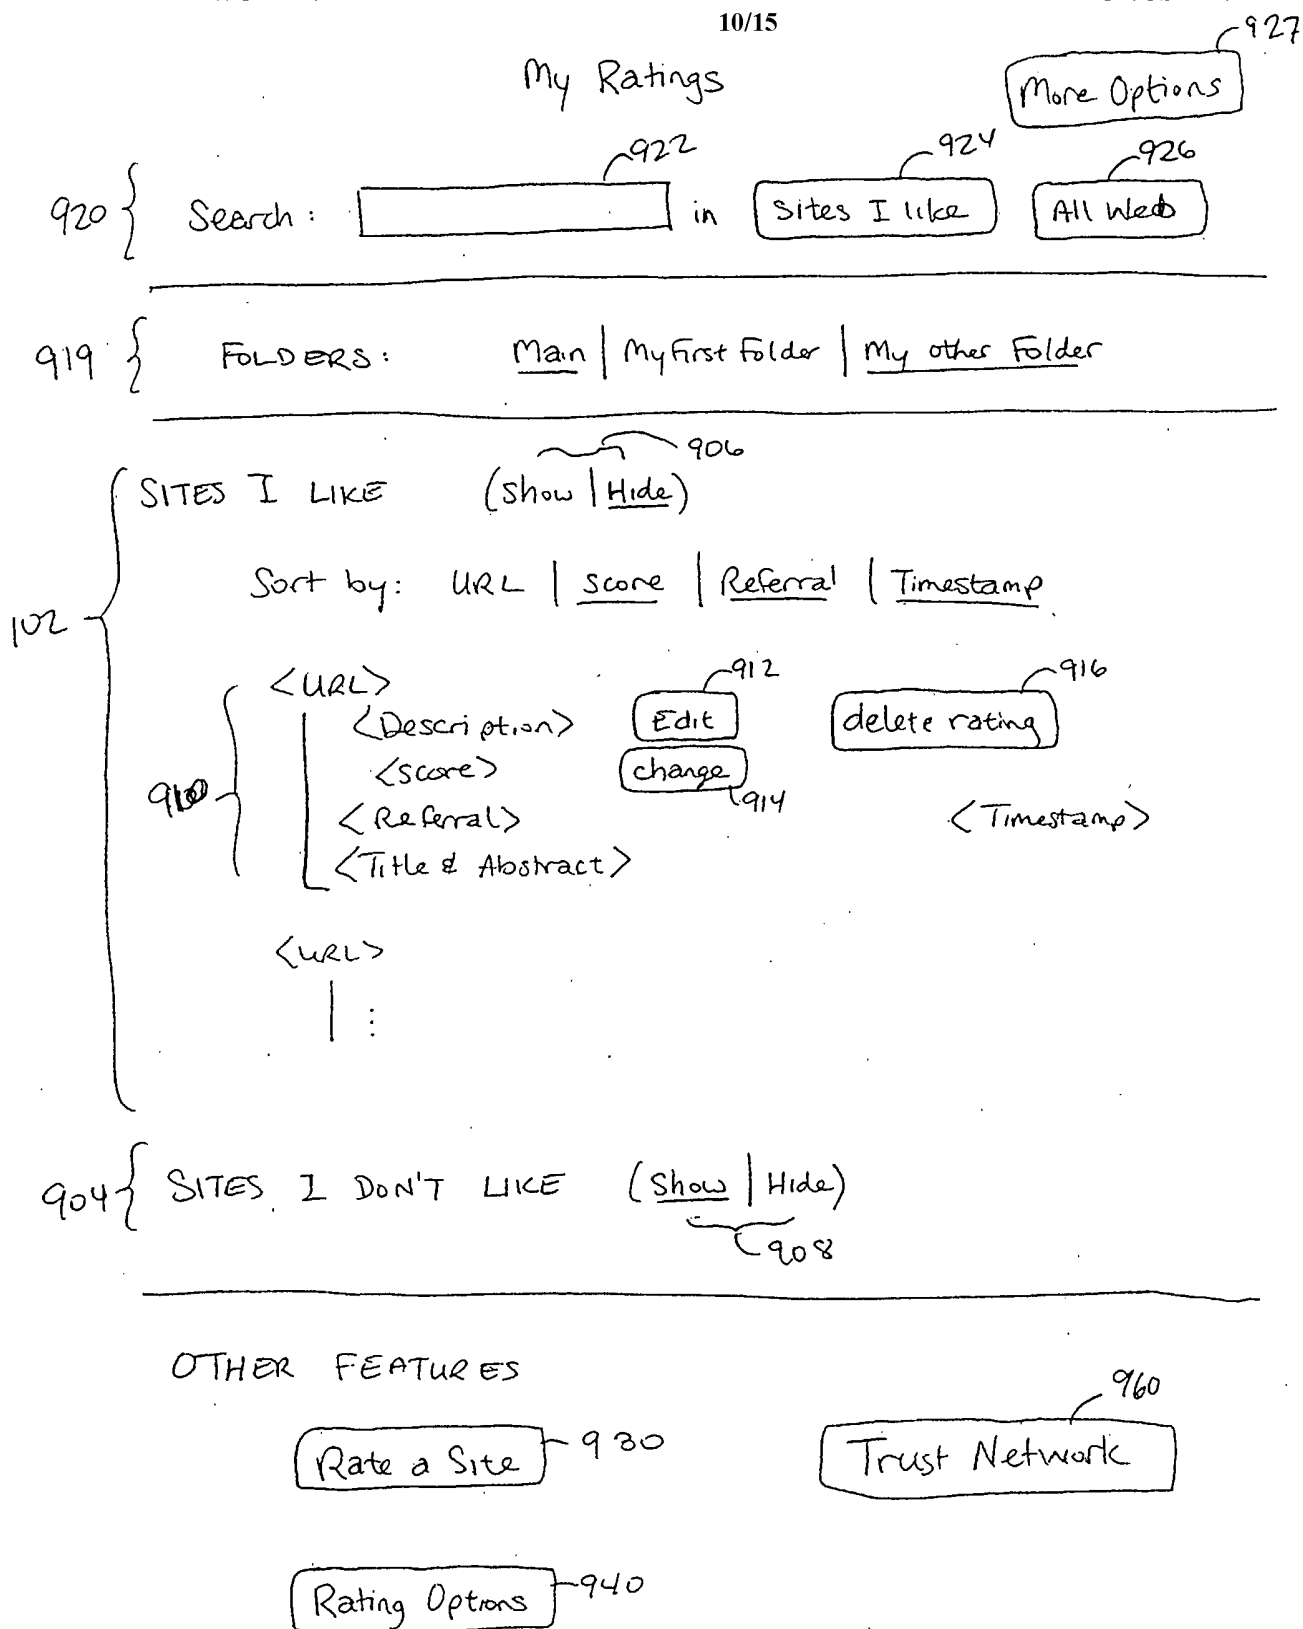 10/15
927
My Ratings
More Options
922
924
926
920 Search: in Sites I like All Web
919 FOLDERS: Main | My First Folder | My other Folder
906
SITES I LIKE (Show | Hide)
Sort by: URL | Score | Referral | Timestamp
102
<URL>
912
916
<Description> Edit delete rating
<Score> change
910
914
<Referral> <Timestamp>
<Title & Abstract>
<URL>
⋮
904 SITES I DON'T LIKE (Show | Hide)
908
OTHER FEATURES
960
Rate a Site 930 Trust Network
Rating Options 940